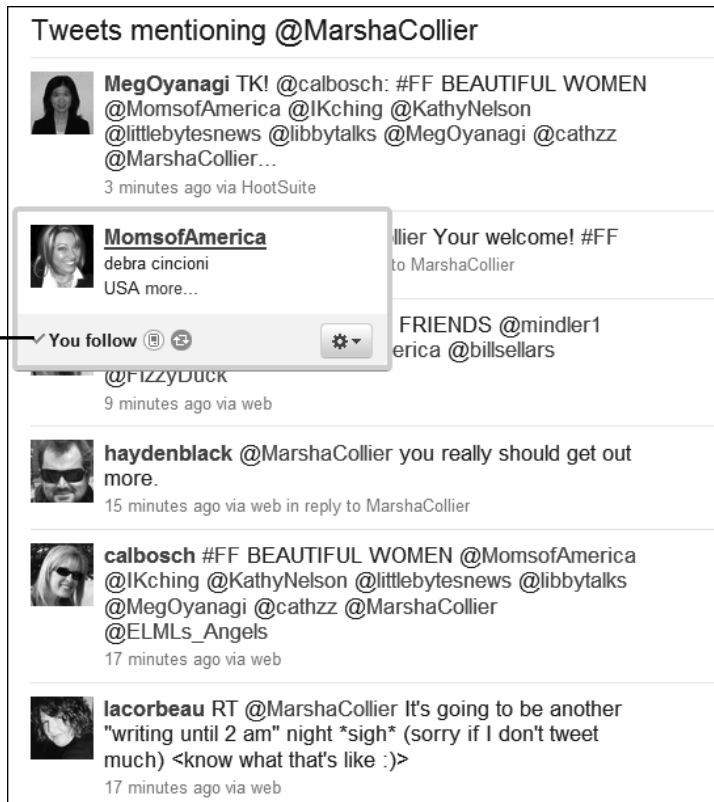 Tweets mentioning @MarshaCollier
MegOyanagi TK! @calbosch: #FF BEAUTIFUL WOMEN
@MomsofAmerica @IKching @KathyNelson
@littlebytesnews @libbytalks @MegOyanagi @cathzz
@MarshaCollier...
3 minutes ago via HootSuite
MomsofAmerica
debra cincioni
USA more...
You follow
llier Your welcome! #FF
to MarshaCollier
FRIENDS @mindler1
erica @billsellars
@FizzyDuck
9 minutes ago via web
haydenblack @MarshaCollier you really should get out
more.
15 minutes ago via web in reply to MarshaCollier
calbosch #FF BEAUTIFUL WOMEN @MomsofAmerica
@IKching @KathyNelson @littlebytesnews @libbytalks
@MegOyanagi @cathzz @MarshaCollier
@ELMLs_Angels
17 minutes ago via web
lacorbeau RT @MarshaCollier It's going to be another
"writing until 2 am" night *sigh* (sorry if I don't tweet
much) <know what that's like :)>
17 minutes ago via web